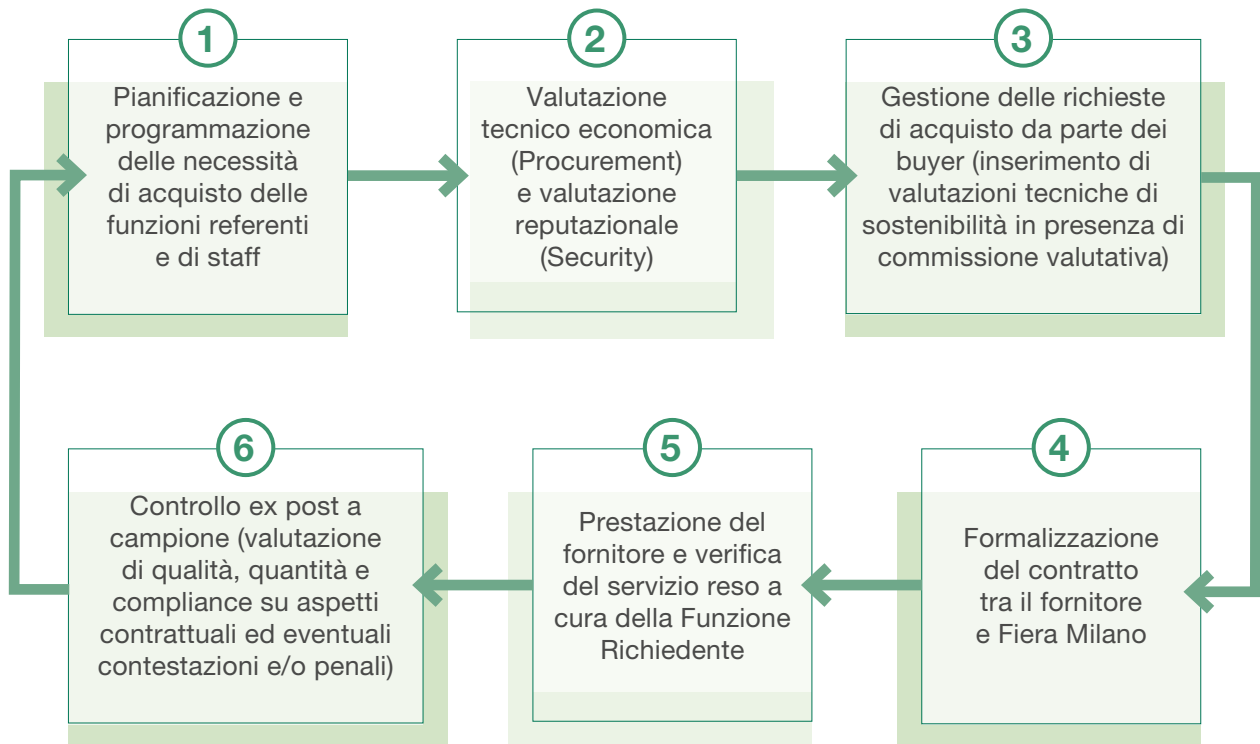 1
Pianificazione e
programmazione
delle necessità
di acquisto delle
funzioni referenti
e di staff
2
Valutazione
tecnico economica
(Procurement)
e valutazione
reputazionale
(Security)
3
Gestione delle richieste
di acquisto da parte dei
buyer (inserimento di
valutazioni tecniche di
sostenibilità in presenza di
commissione valutativa)
4
Formalizzazione
del contratto
tra il fornitore
e Fiera Milano
5
Prestazione del
fornitore e verifica
del servizio reso a
cura della Funzione
Richiedente
6
Controllo ex post a
campione (valutazione
di qualità, quantità e
compliance su aspetti
contrattuali ed eventuali
contestazioni e/o penali)